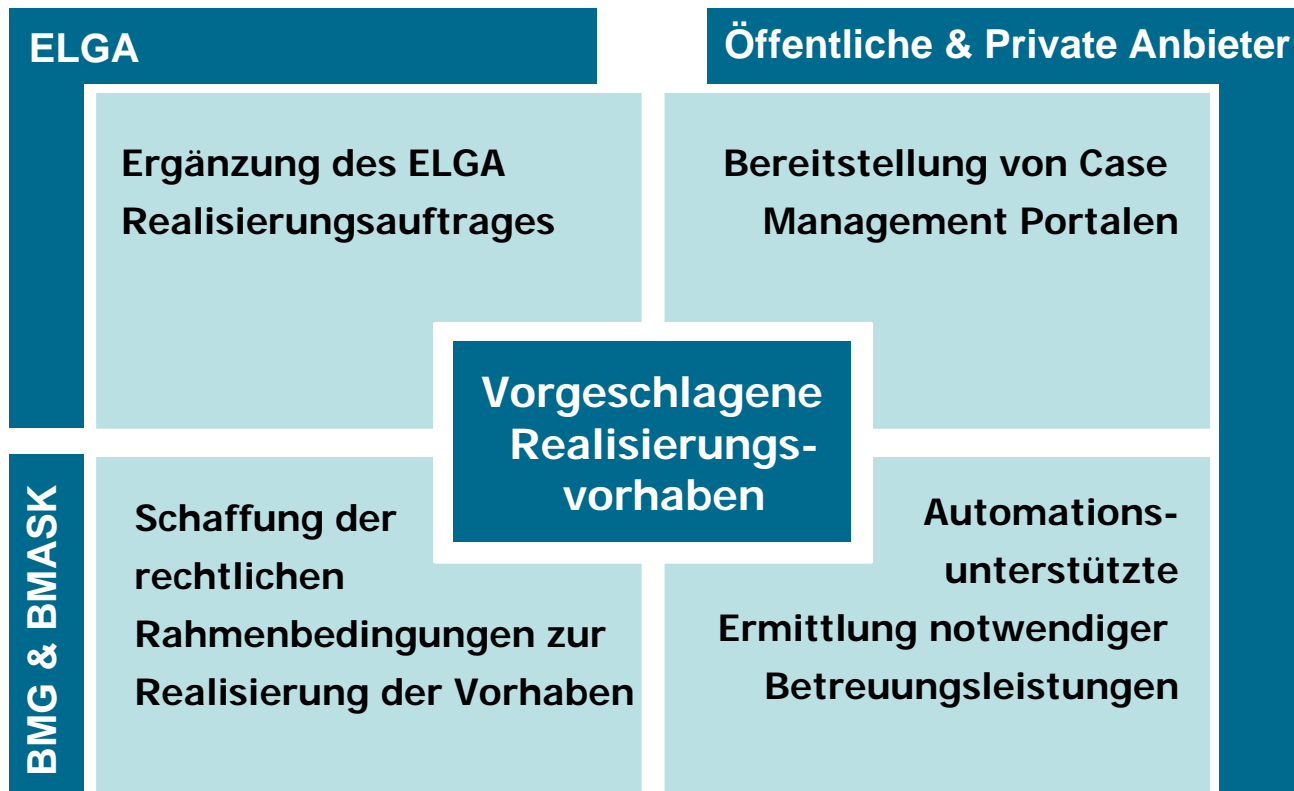 ELGA
Öffentliche & Private Anbieter
Ergänzung des ELGA
Realisierungsauftrages
Bereitstellung von Case
Management Portalen
Vorgeschlagene
Realisierungs-
vorhaben
BMG & BMASK
Schaffung der
rechtlichen
Rahmenbedingungen zur
Realisierung der Vorhaben
Automations-
unterstützte
Ermittlung notwendiger
Betreuungsleistungen